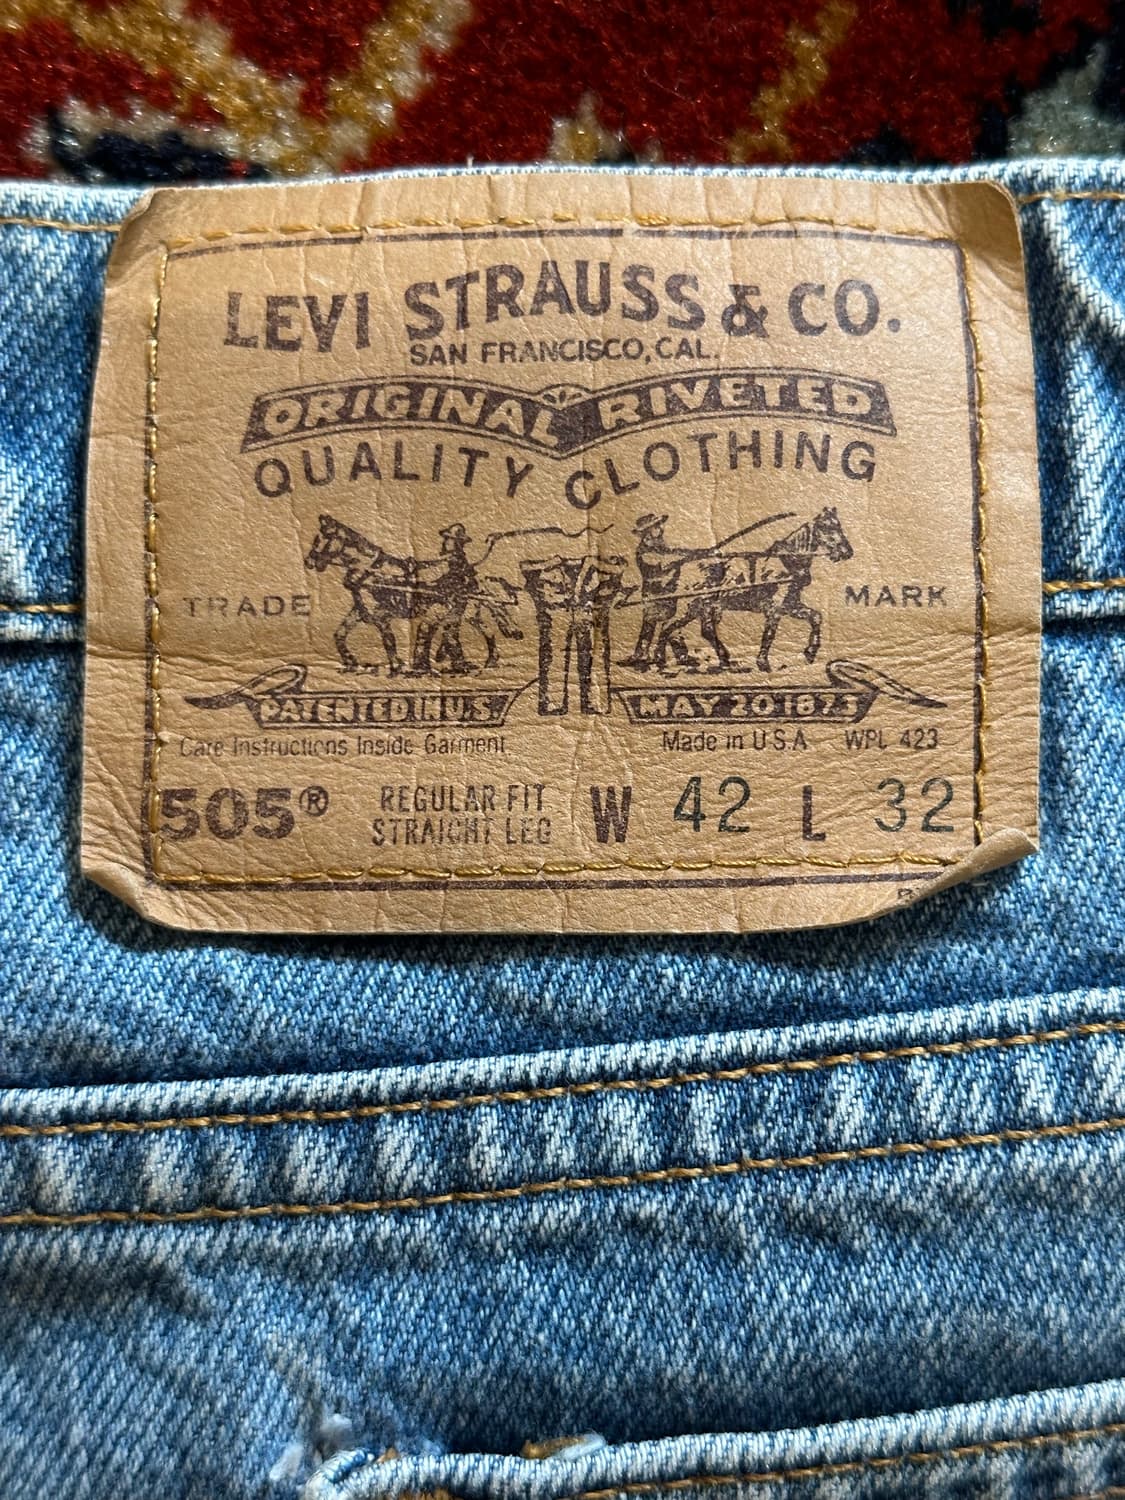 LEVI STRAUSS & CO.
SAN FRANCISCO, CAL.
ORIGINAL RIVETED
QUALITY CLOTHING
TRADE MARK
PATENTED IN U.S. MAY 20 1873
Care Instructions Inside Garment Made in U.S.A WPL 423
505® REGULAR FIT STRAIGHT LEG W 42 L 32